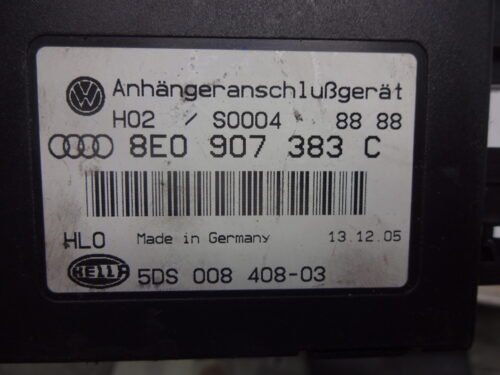 Anhängeranschlußgerät
H02 / S0004 88 88
8E0 907 383 C
HLO Made in Germany 13.12.05
HELLA 5DS 008 408-03